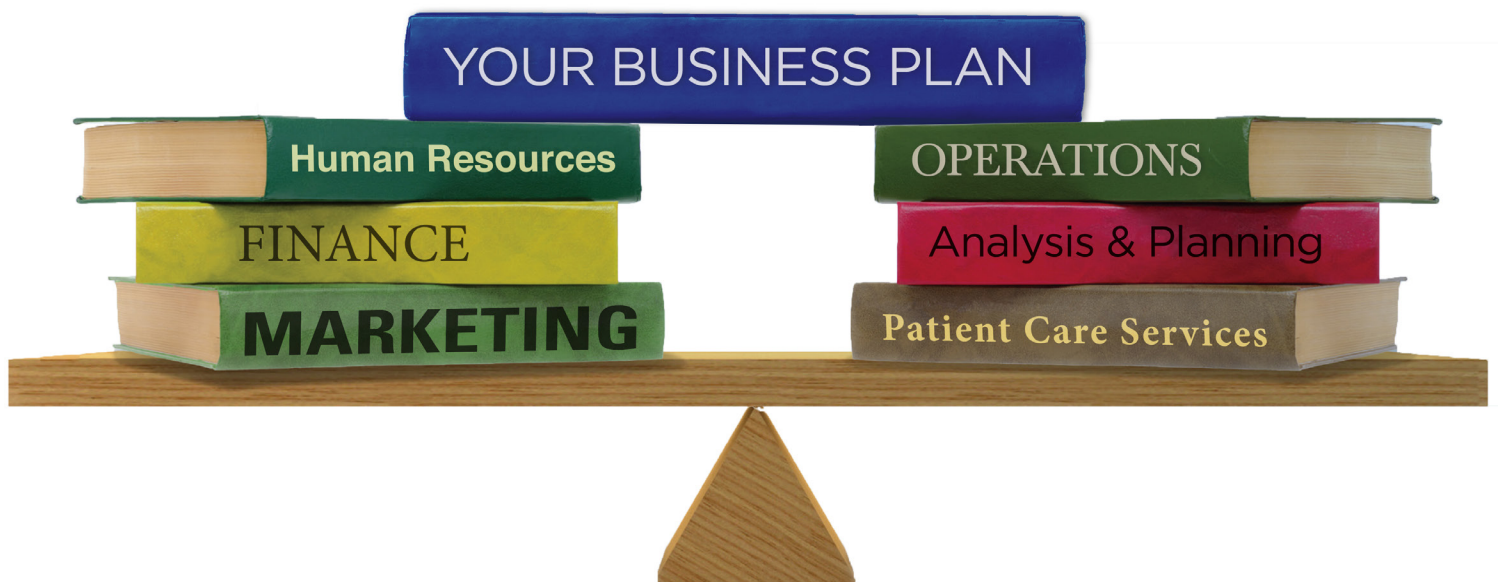 YOUR BUSINESS PLAN
Human Resources
FINANCE
MARKETING
OPERATIONS
Analysis & Planning
Patient Care Services